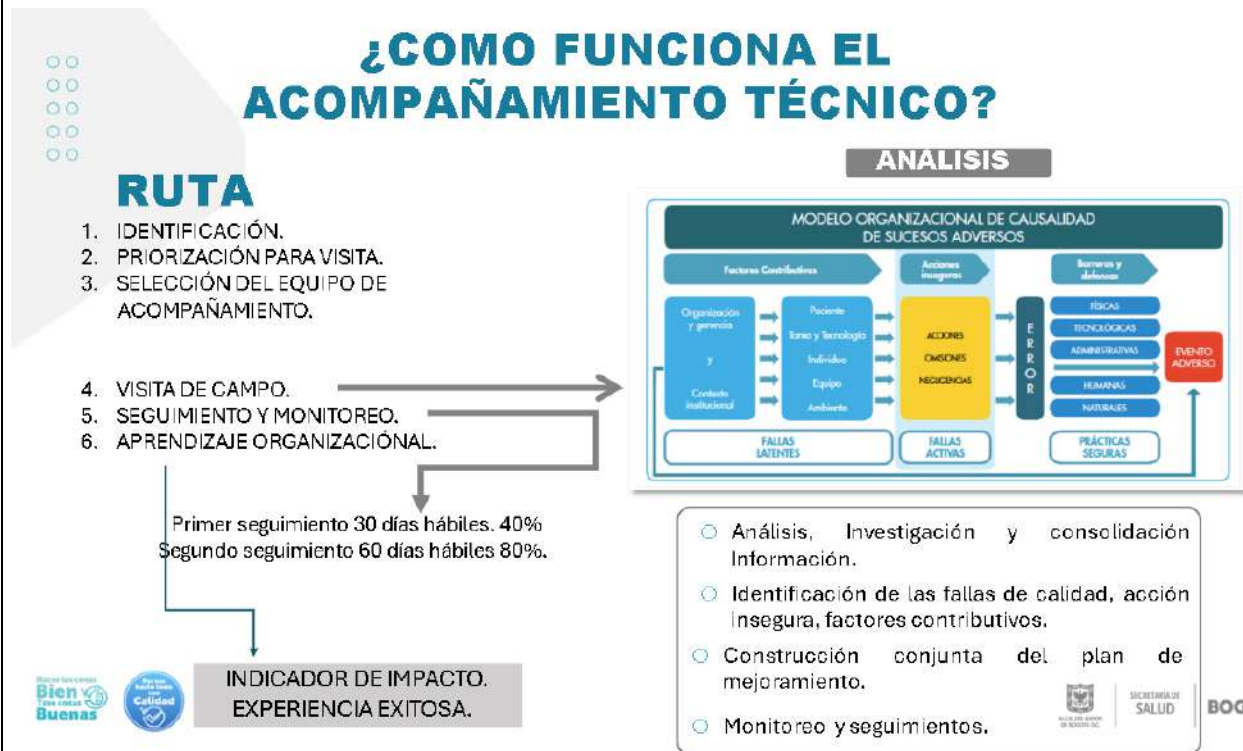 ¿COMO FUNCIONA EL
ACOMPAÑAMIENTO TÉCNICO?
RUTA
1. IDENTIFICACIÓN.
2. PRIORIZACIÓN PARA VISITA.
3. SELECCIÓN DEL EQUIPO DE
ACOMPAÑAMIENTO.
4. VISITA DE CAMPO.
5. SEGUIMIENTO Y MONITOREO.
6. APRENDIZAJE ORGANIZACIÓNAL.
Primer seguimiento 30 días hábiles. 40%
Segundo seguimiento 60 días hábiles 80%.
INDICADOR DE IMPACTO.
EXPERIENCIA EXITOSA.
ANÁLISIS
MODELO ORGANIZACIONAL DE CAUSALIDAD
DE SUCESOS ADVERSOS
Factores Contributivos
Acciones
inseguras
Barreras y
defensas
Organización
y gerencia
y
Contexto
institucional
Paciente
Tarea y Tecnología
Individuo
Equipo
Ambiente
ACCIONES
OMISIONES
NEGLIGENCIAS
ERROR
FÍSICAS
TECNOLÓGICAS
ADMINISTRATIVAS
HUMANAS
NATURALES
EVENTO
ADVERSO
FALLAS
LATENTES
FALLAS
ACTIVAS
PRÁCTICAS
SEGURAS
Análisis, Investigación y consolidación
Información.
Identificación de las fallas de calidad, acción
insegura, factores contributivos.
Construcción conjunta del plan de
mejoramiento.
Monitoreo y seguimientos.
Hacer las cosas
Bien
Trae cosas
Buenas
Calidad
SECRETARÍA DE
SALUD
BOG